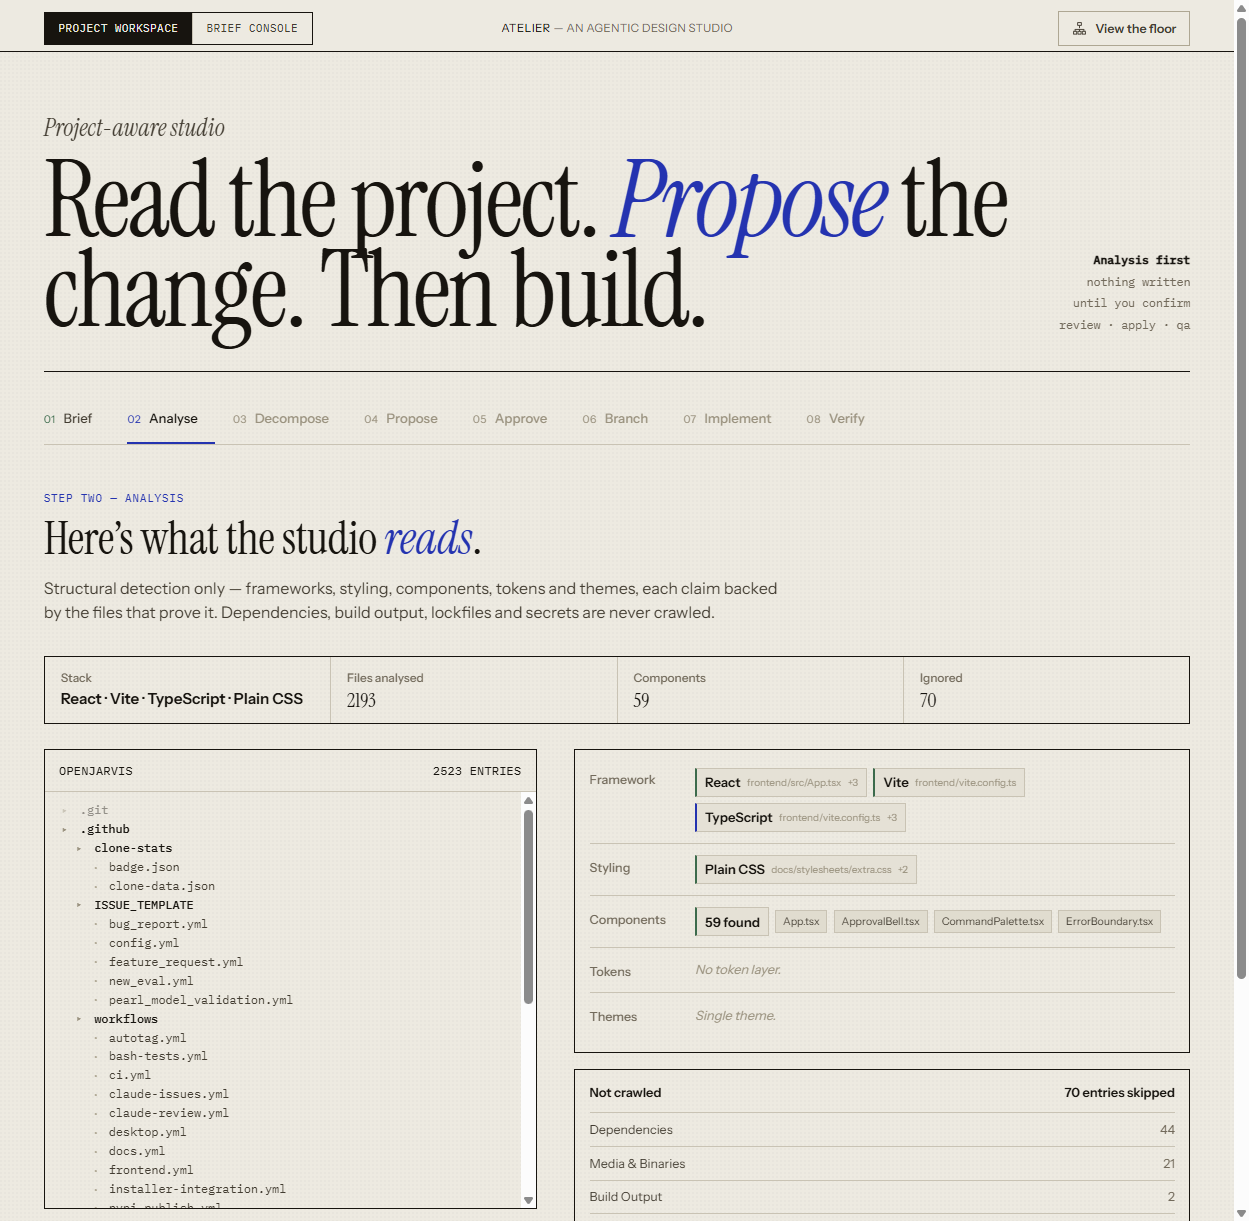 PROJECT WORKSPACE
BRIEF CONSOLE
ATELIER — AN AGENTIC DESIGN STUDIO
View the floor
Project-aware studio
Read the project. Propose the
change. Then build.
Analysis first
nothing written
until you confirm
review · apply · qa
01 Brief
02 Analyse
03 Decompose
04 Propose
05 Approve
06 Branch
07 Implement
08 Verify
STEP TWO — ANALYSIS
Here’s what the studio reads.
Structural detection only — frameworks, styling, components, tokens and themes, each claim backed
by the files that prove it. Dependencies, build output, lockfiles and secrets are never crawled.
Stack
React · Vite · TypeScript · Plain CSS
Files analysed
2193
Components
59
Ignored
70
OPENJARVIS
2523 ENTRIES
.git
.github
clone-stats
badge.json
clone-data.json
ISSUE_TEMPLATE
bug_report.yml
config.yml
feature_request.yml
new_eval.yml
pearl_model_validation.yml
workflows
autotag.yml
bash-tests.yml
ci.yml
claude-issues.yml
claude-review.yml
desktop.yml
docs.yml
frontend.yml
installer-integration.yml
pypi-publish.yml
Framework
React frontend/src/App.tsx +3
Vite frontend/vite.config.ts
TypeScript frontend/vite.config.ts +3
Styling
Plain CSS docs/stylesheets/extra.css +2
Components
59 found
App.tsx
ApprovalBell.tsx
CommandPalette.tsx
ErrorBoundary.tsx
Tokens
No token layer.
Themes
Single theme.
Not crawled
70 entries skipped
Dependencies
44
Media & Binaries
21
Build Output
2